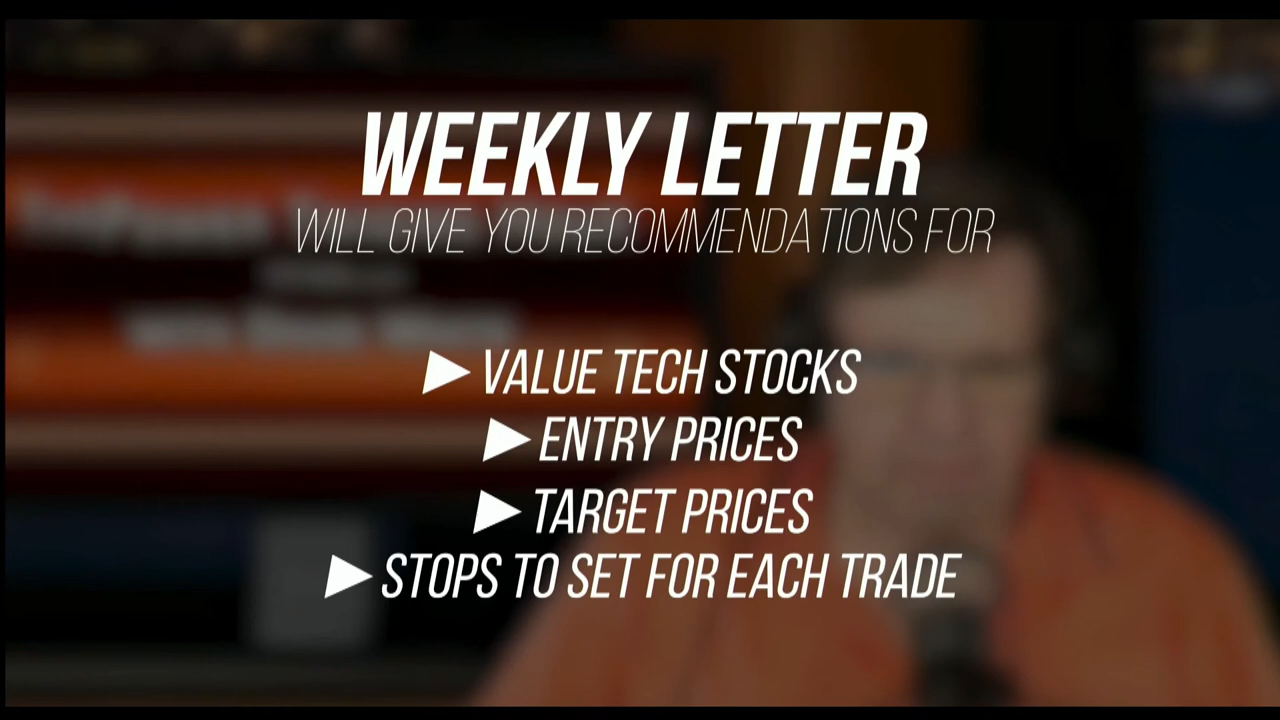 WEEKLY LETTER
WILL GIVE YOU RECOMMENDATIONS FOR
▶ VALUE TECH STOCKS
▶ ENTRY PRICES
▶ TARGET PRICES
▶ STOPS TO SET FOR EACH TRADE